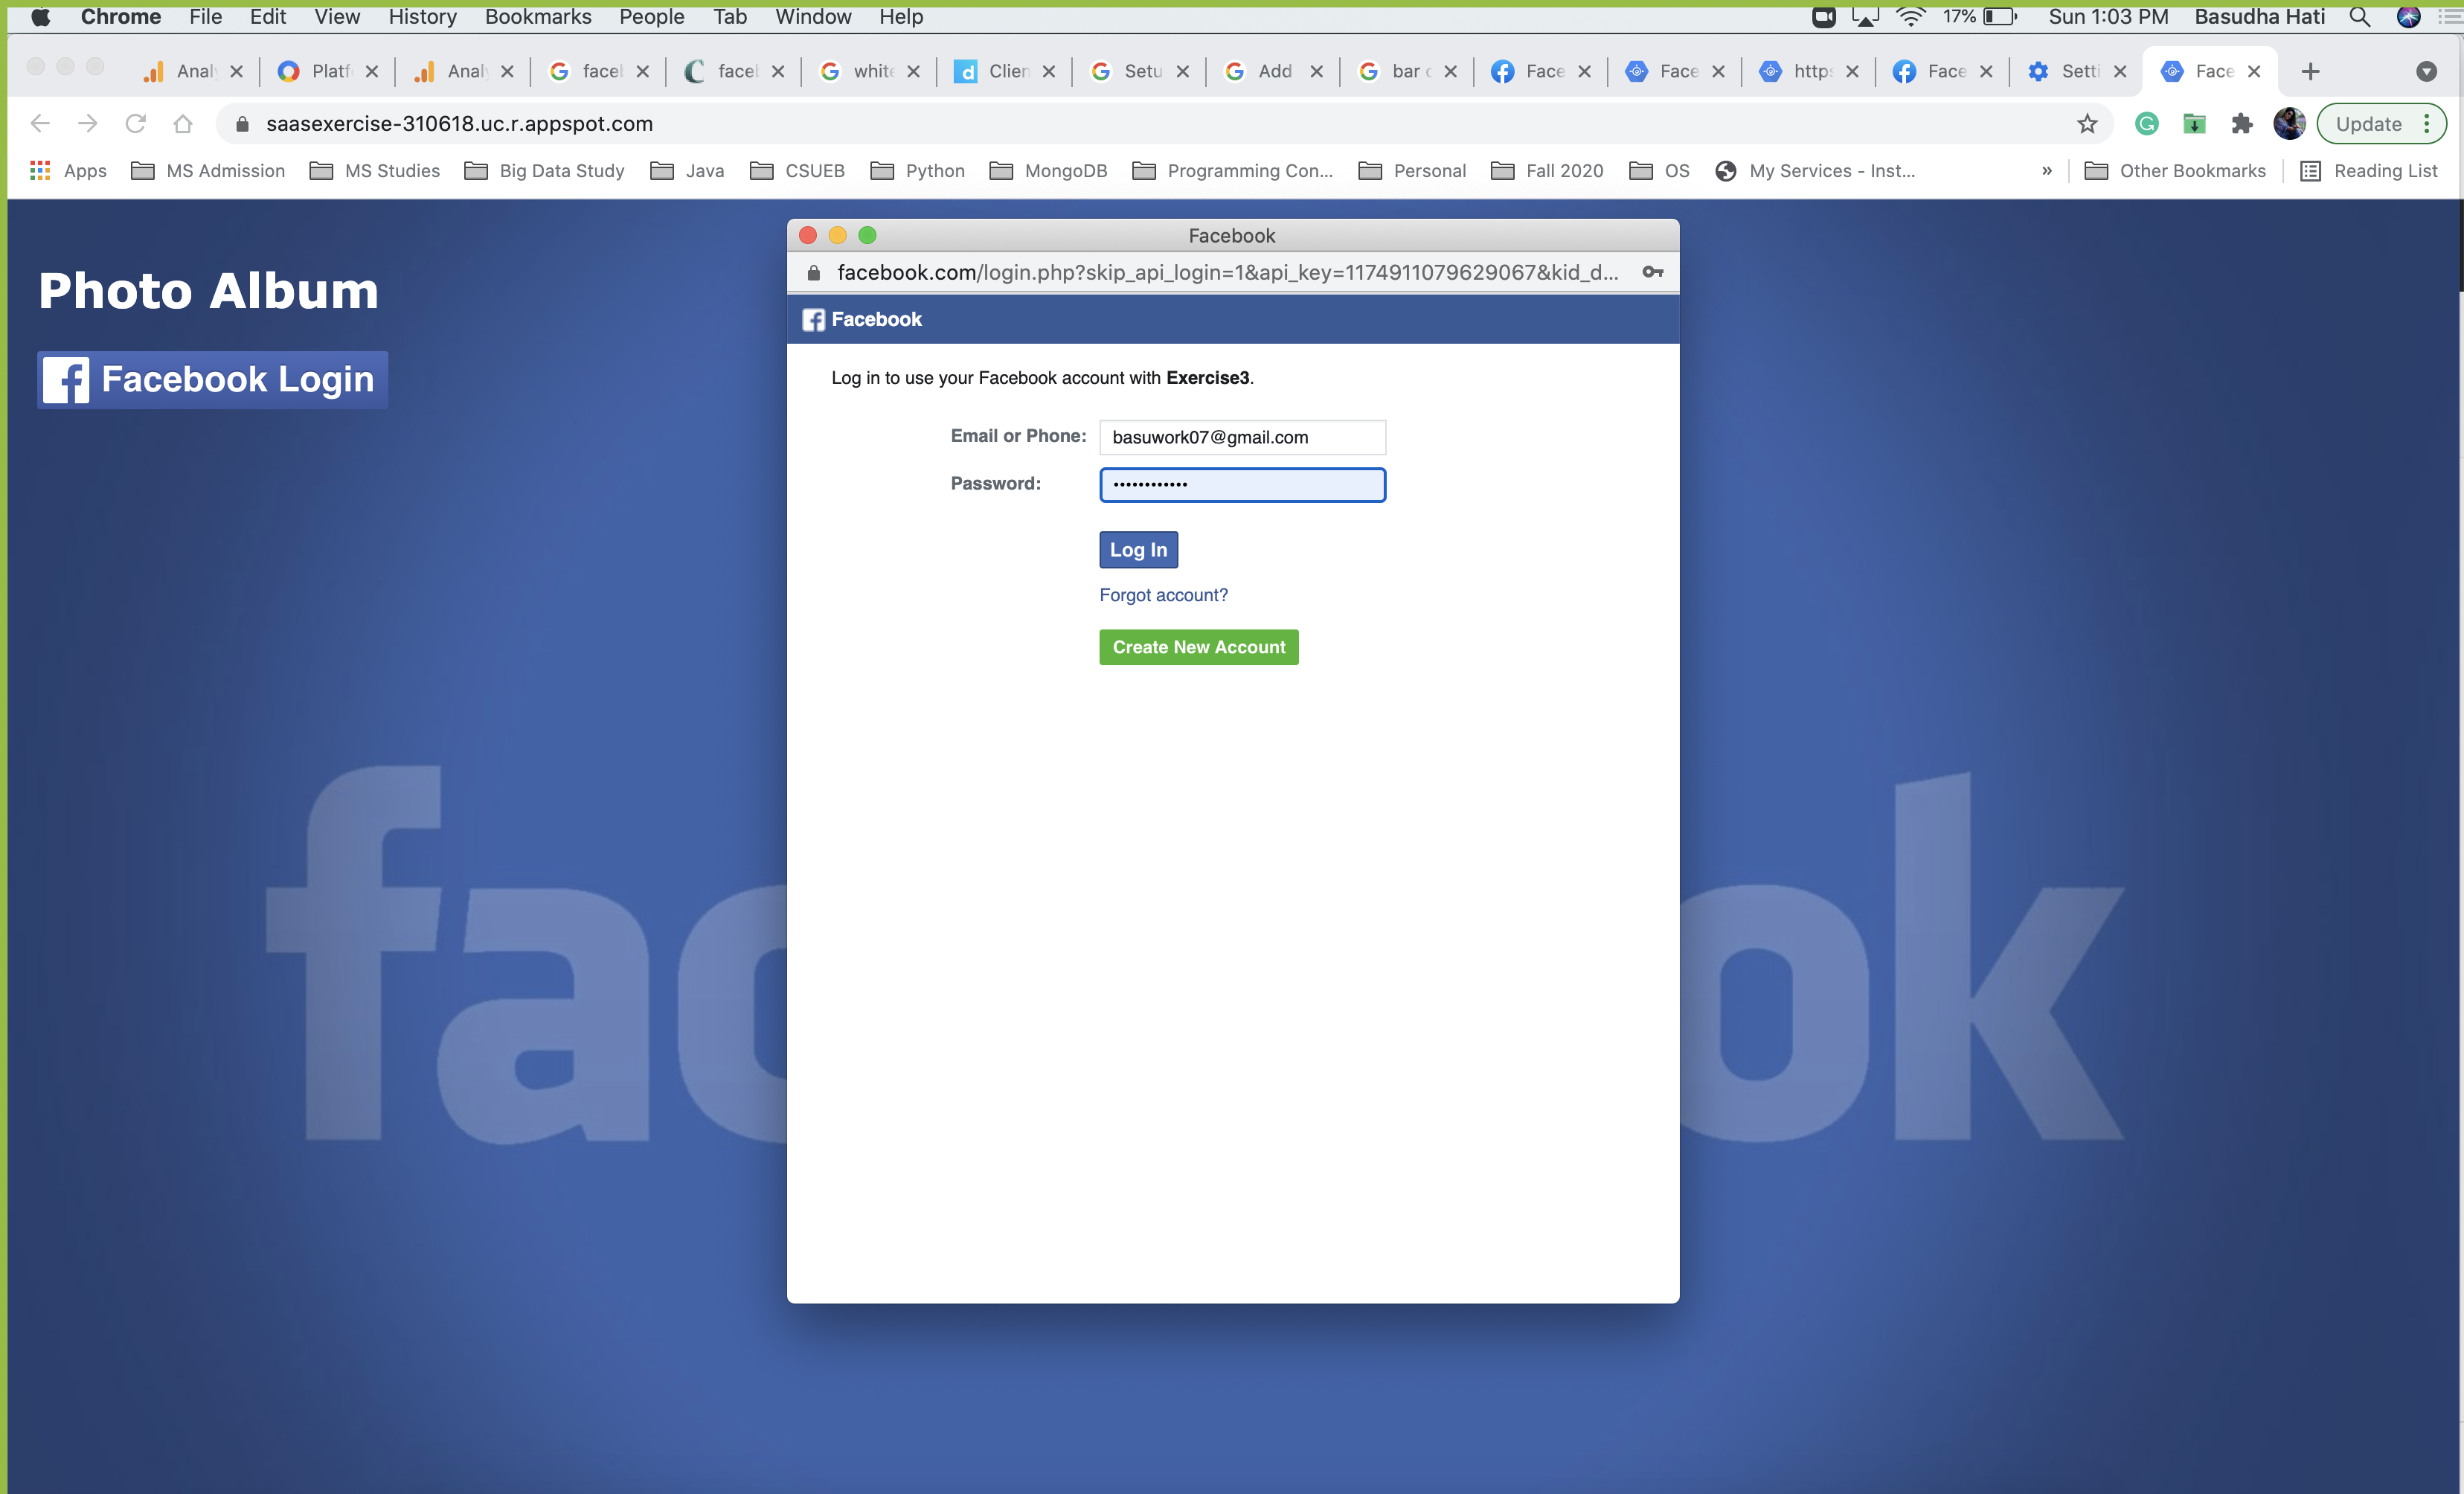 Chrome File Edit View History Bookmarks People Tab Window Help 17% Sun 1:03 PM Basudha Hati
Anal Platf Anal facel facel white Clien Setu Add bar c Face Face https Face Setti Face
saasexercise-310618.uc.r.appspot.com Update
Apps MS Admission MS Studies Big Data Study Java CSUEB Python MongoDB Programming Con... Personal Fall 2020 OS My Services - Inst... » Other Bookmarks Reading List
Photo Album
Facebook Login
Facebook
facebook.com/login.php?skip_api_login=1&api_key=1174911079629067&kid_d...
Facebook
Log in to use your Facebook account with Exercise3.
Email or Phone: basuwork07@gmail.com
Password: ••••••••••••
Log In
Forgot account?
Create New Account
fac ok